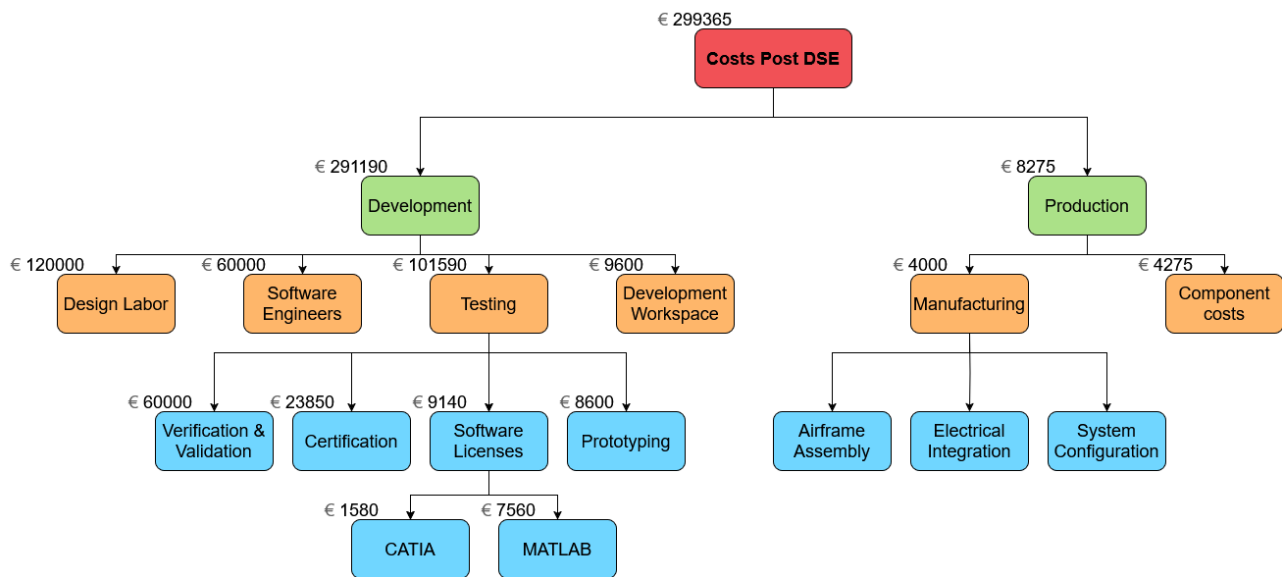 € 299365
Costs Post DSE
€ 291190
Development
€ 8275
Production
€ 120000
Design Labor
€ 60000
Software
Engineers
€ 101590
Testing
€ 9600
Development
Workspace
€ 4000
Manufacturing
€ 4275
Component
costs
€ 60000
Verification &
Validation
€ 23850
Certification
€ 9140
Software
Licenses
€ 8600
Prototyping
Airframe
Assembly
Electrical
Integration
System
Configuration
€ 1580
CATIA
€ 7560
MATLAB